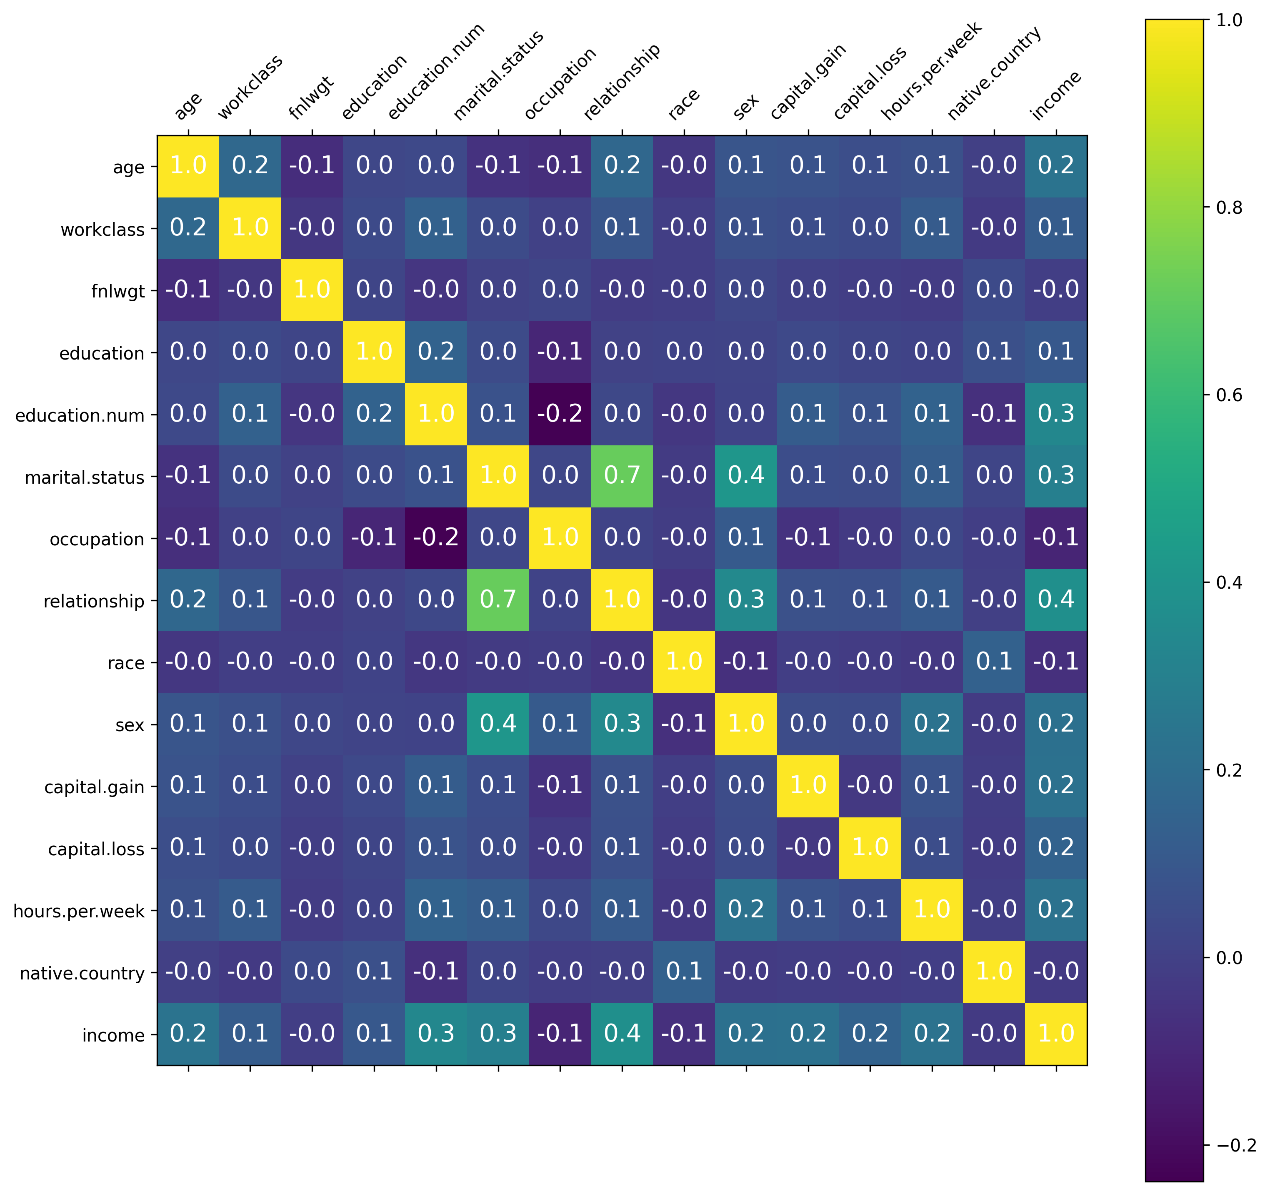 age workclass fnlwgt education education.num marital.status occupation relationship race sex capital.gain capital.loss hours.per.week native.country income
age 1.0 0.2 -0.1 0.0 0.0 -0.1 -0.1 0.2 -0.0 0.1 0.1 0.1 0.1 -0.0 0.2
workclass 0.2 1.0 -0.0 0.0 0.1 0.0 0.0 0.1 -0.0 0.1 0.1 0.0 0.1 -0.0 0.1
fnlwgt -0.1 -0.0 1.0 0.0 -0.0 0.0 0.0 -0.0 -0.0 0.0 0.0 -0.0 -0.0 0.0 -0.0
education 0.0 0.0 0.0 1.0 0.2 0.0 -0.1 0.0 0.0 0.0 0.0 0.0 0.0 0.1 0.1
education.num 0.0 0.1 -0.0 0.2 1.0 0.1 -0.2 0.0 -0.0 0.0 0.1 0.1 0.1 -0.1 0.3
marital.status -0.1 0.0 0.0 0.0 0.1 1.0 0.0 0.7 -0.0 0.4 0.1 0.0 0.1 0.0 0.3
occupation -0.1 0.0 0.0 -0.1 -0.2 0.0 1.0 0.0 -0.0 0.1 -0.1 -0.0 0.0 -0.0 -0.1
relationship 0.2 0.1 -0.0 0.0 0.0 0.7 0.0 1.0 -0.0 0.3 0.1 0.1 0.1 -0.0 0.4
race -0.0 -0.0 -0.0 0.0 -0.0 -0.0 -0.0 -0.0 1.0 -0.1 -0.0 -0.0 -0.0 0.1 -0.1
sex 0.1 0.1 0.0 0.0 0.0 0.4 0.1 0.3 -0.1 1.0 0.0 0.0 0.2 -0.0 0.2
capital.gain 0.1 0.1 0.0 0.0 0.1 0.1 -0.1 0.1 -0.0 0.0 1.0 -0.0 0.1 -0.0 0.2
capital.loss 0.1 0.0 -0.0 0.0 0.1 0.0 -0.0 0.1 -0.0 0.0 -0.0 1.0 0.1 -0.0 0.2
hours.per.week 0.1 0.1 -0.0 0.0 0.1 0.1 0.0 0.1 -0.0 0.2 0.1 0.1 1.0 -0.0 0.2
native.country -0.0 -0.0 0.0 0.1 -0.1 0.0 -0.0 -0.0 0.1 -0.0 -0.0 -0.0 -0.0 1.0 -0.0
income 0.2 0.1 -0.0 0.1 0.3 0.3 -0.1 0.4 -0.1 0.2 0.2 0.2 0.2 -0.0 1.0
1.0
0.8
0.6
0.4
0.2
0.0
−0.2